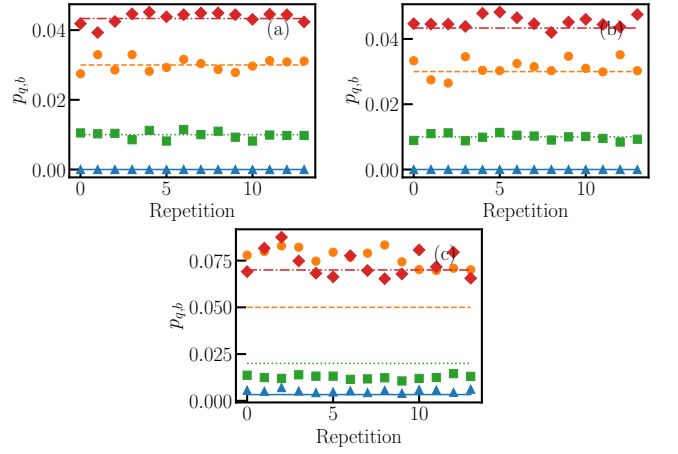 0.04
0.02
0.00
p_{q,b}
(a)
0 5 10
Repetition
0.04
0.02
0.00
p_{q,b}
(b)
0 5 10
Repetition
0.075
0.050
0.025
0.000
p_{q,b}
(c)
0 5 10
Repetition